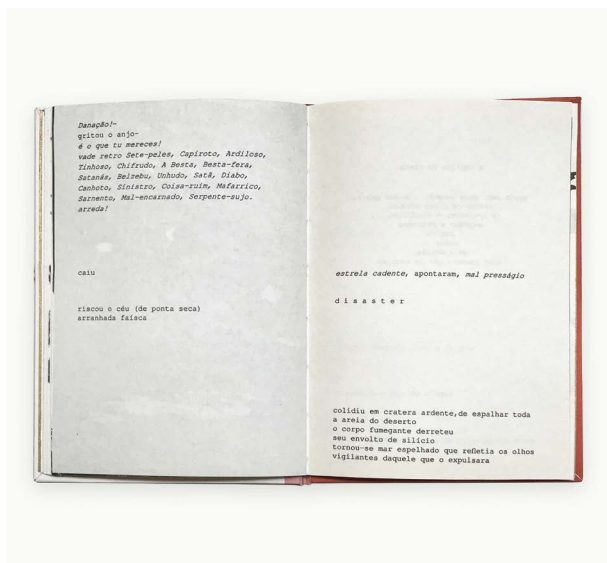 Danação!-
gritou o anjo-
é o que tu mereces!
vade retro Sete-peles, Capiroto, Ardiloso,
Tinhoso, Chifrudo, A Besta, Besta-fera,
Satanás, Belzebu, Unhudo, Satã, Diabo,
Canhoto, Sinistro, Coisa-ruim, Mafarrico,
Sarnento, Mal-encarnado, Serpente-sujo.
arreda!
caiu
riscou o céu (de ponta seca)
arranhada faísca
estrela cadente, apontaram, mal presságio
disaster
colidiu em cratera ardente,de espalhar toda
a areia do deserto
o corpo fumegante derreteu
seu envolto de silício
tornou-se mar espelhado que refletia os olhos
vigilantes daquele que o expulsara